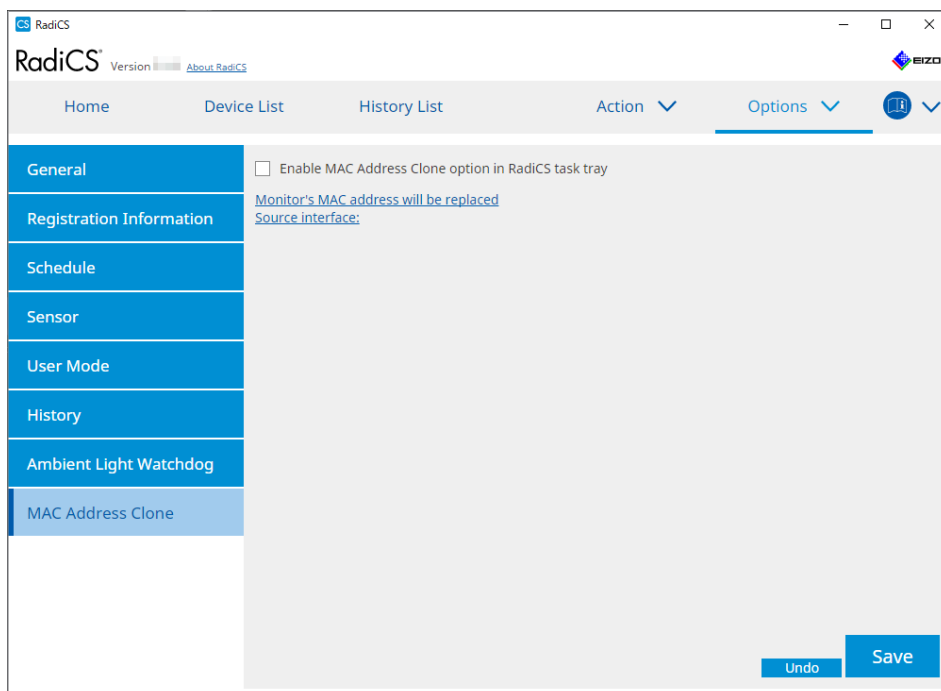 CS RadiCS
RadiCS® Version About RadiCS
EIZO
Home Device List History List Action Options
General
Registration Information
Schedule
Sensor
User Mode
History
Ambient Light Watchdog
MAC Address Clone
Enable MAC Address Clone option in RadiCS task tray
Monitor's MAC address will be replaced
Source interface:
Undo
Save